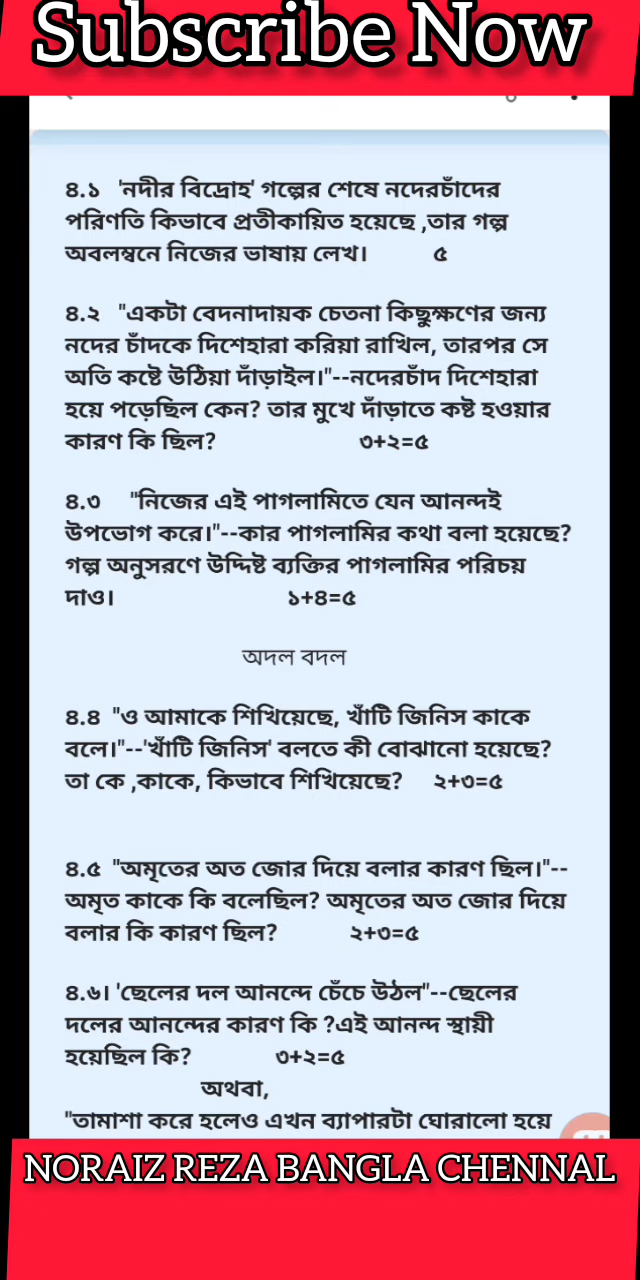 Subscribe Now
৪.১ 'নদীর বিদ্রোহ' গল্পের শেষে নদেরচাঁদের
পরিণতি কিভাবে প্রতীকায়িত হয়েছে ,তার গল্প
অবলম্বনে নিজের ভাষায় লেখ। ৫
৪.২ "একটা বেদনাদায়ক চেতনা কিছুক্ষণের জন্য
নদের চাঁদকে দিশেহারা করিয়া রাখিল, তারপর সে
অতি কষ্টে উঠিয়া দাঁড়াইল।"--নদেরচাঁদ দিশেহারা
হয়ে পড়েছিল কেন? তার মুখে দাঁড়াতে কষ্ট হওয়ার
কারণ কি ছিল? ৩+২=৫
৪.৩ "নিজের এই পাগলামিতে যেন আনন্দই
উপভোগ করে।"--কার পাগলামির কথা বলা হয়েছে?
গল্প অনুসরণে উদ্দিষ্ট ব্যক্তির পাগলামির পরিচয়
দাও। ১+৪=৫
অদল বদল
৪.৪ "ও আমাকে শিখিয়েছে, খাঁটি জিনিস কাকে
বলে।"--'খাঁটি জিনিস' বলতে কী বোঝানো হয়েছে?
তা কে ,কাকে, কিভাবে শিখিয়েছে? ২+৩=৫
৪.৫ "অমৃতের অত জোর দিয়ে বলার কারণ ছিল।"--
অমৃত কাকে কি বলেছিল? অমৃতের অত জোর দিয়ে
বলার কি কারণ ছিল? ২+৩=৫
৪.৬। 'ছেলের দল আনন্দে চেঁচে উঠল"--ছেলের
দলের আনন্দের কারণ কি ?এই আনন্দ স্থায়ী
হয়েছিল কি? ৩+২=৫
অথবা,
"তামাশা করে হলেও এখন ব্যাপারটা ঘোরালো হয়ে
NORAIZ REZA BANGLA CHENNAL